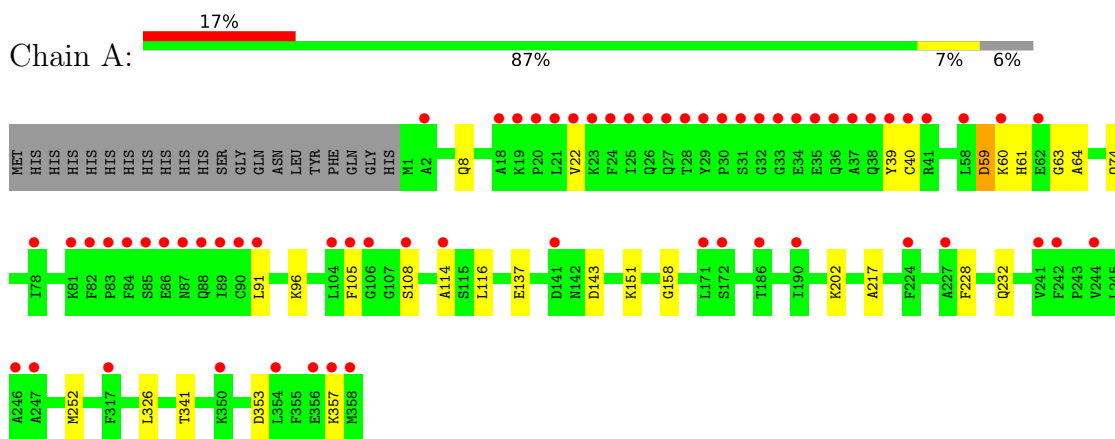 17%
Chain A:
87% 7% 6%
MET HIS HIS HIS HIS HIS HIS HIS HIS HIS HIS SER GLY GLN ASN LEU TYR PHE GLN GLY HIS M1 A2 Q8 A18 K19 P20 L21 V22 K23 F24 I25 Q26 Q27 T28 Y29 P30 S31 G32 G33 E34 E35 Q36 A37 Q38 Y39 C40 R41 L58 D59 K60 H61 E62 G63 A64
I78 K81 F82 P83 F84 S85 E86 N87 Q88 I89 C90 L91 K96 L104 F105 G106 G107 S108 A114 S115 L116 E137 D141 N142 D143 K151 G158 L171 S172 T186 I190 K202 A217 F224 A227 F228 Q232 V241 F242 P243 V244 L245
A246 A247 M252 F317 L326 T341 K350 D353 L354 F355 E356 K357 M358